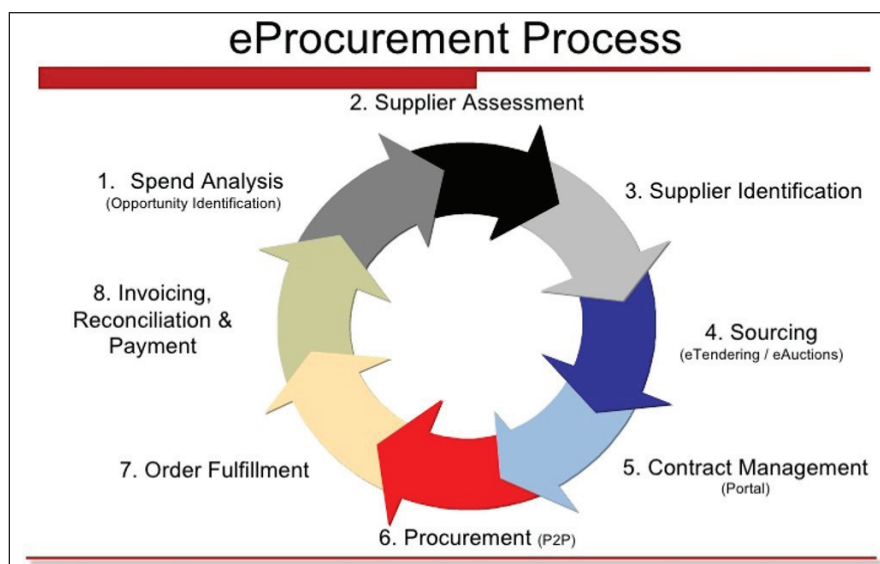 eProcurement Process
2. Supplier Assessment
1. Spend Analysis
(Opportunity Identification)
3. Supplier Identification
8. Invoicing,
Reconciliation &
Payment
4. Sourcing
(eTendering / eAuctions)
7. Order Fulfillment
5. Contract Management
(Portal)
6. Procurement (P2P)